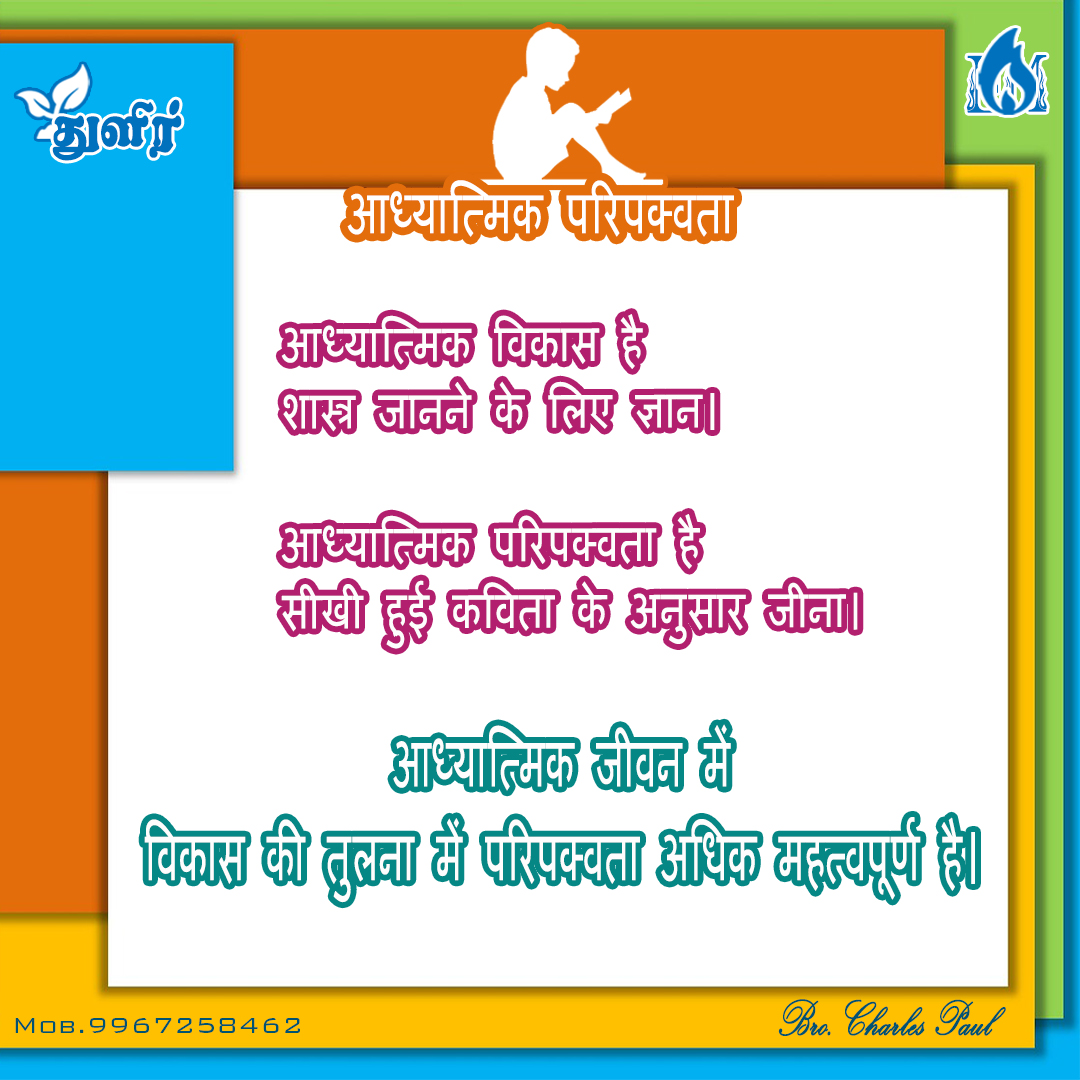 துளிர்
आध्यात्मिक परिपक्वता
आध्यात्मिक विकास है
शास्त्र जानने के लिए ज्ञान।
आध्यात्मिक परिपक्वता है
सीखी हुई कविता के अनुसार जीना।
आध्यात्मिक जीवन में
विकास की तुलना में परिपक्वता अधिक महत्वपूर्ण है।
Mob.9967258462
Bro. Charles Paul